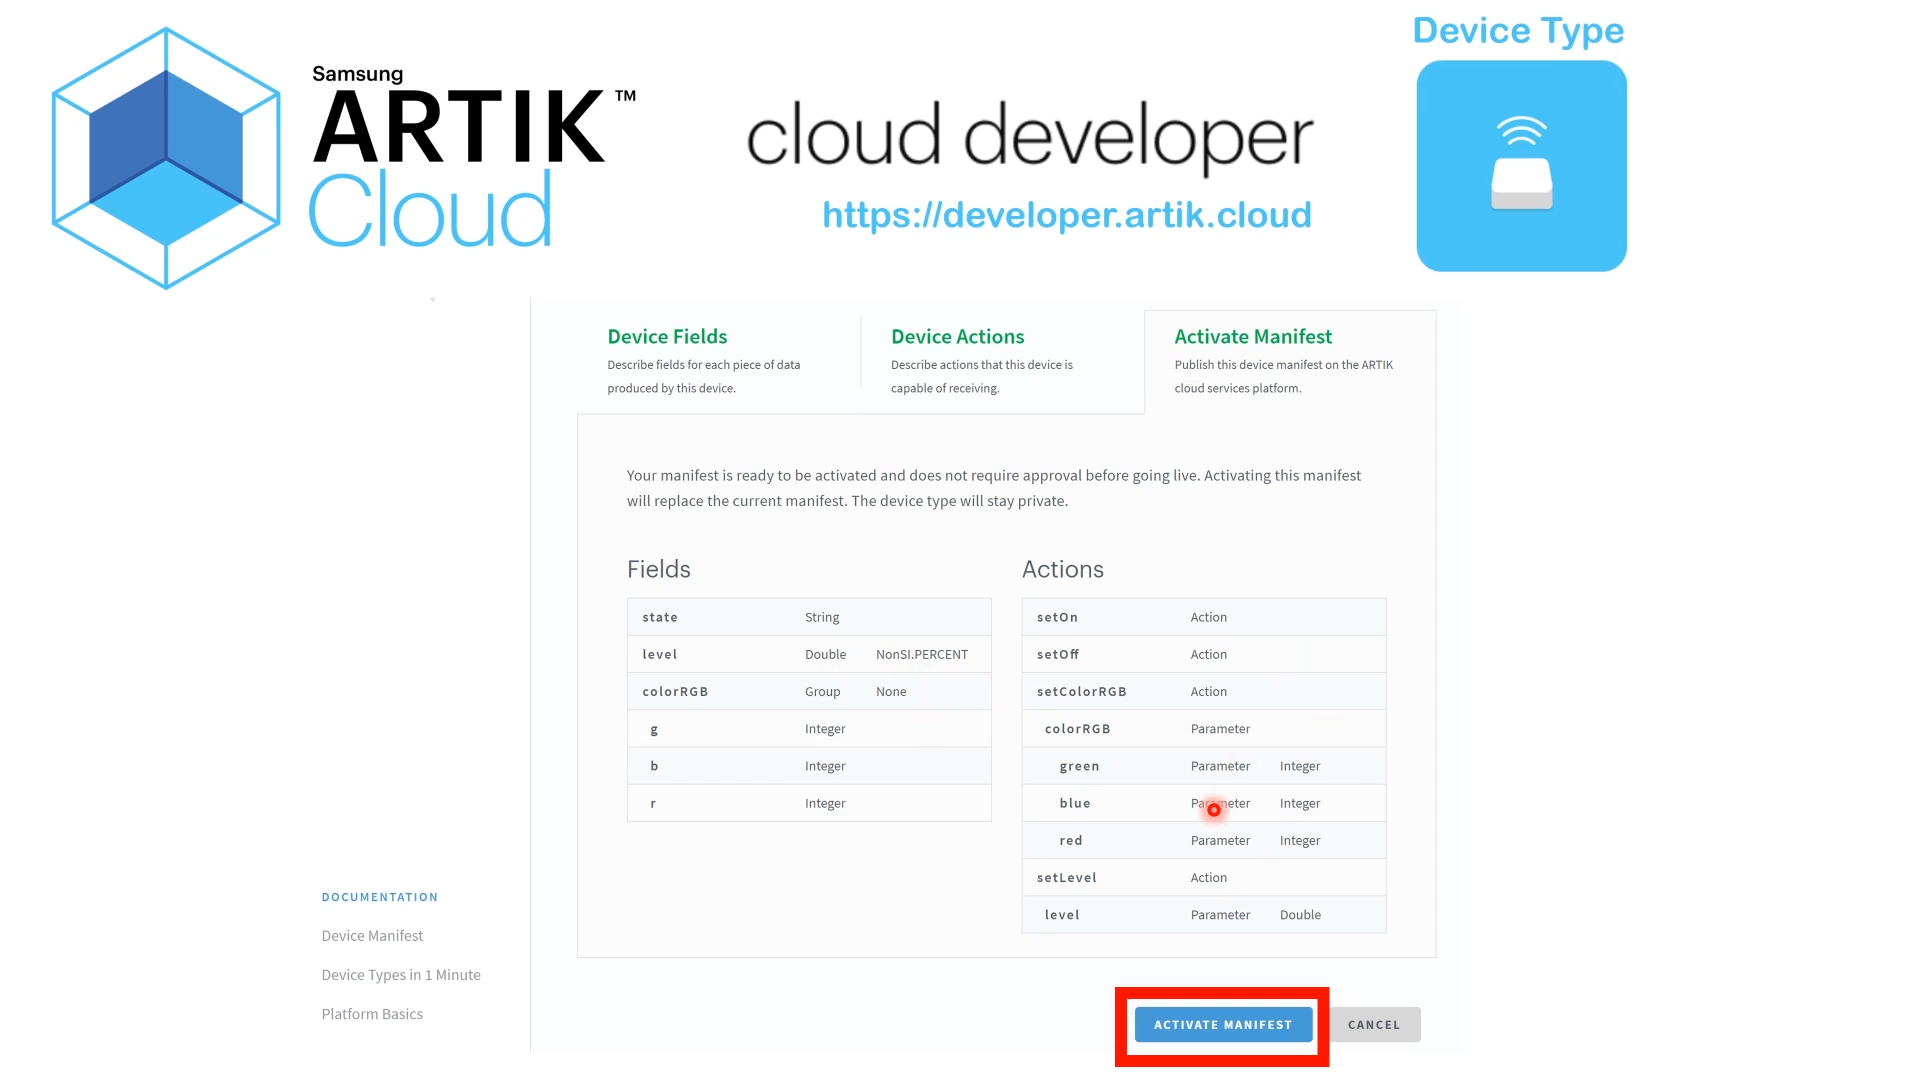 Samsung
ARTIK™
Cloud
cloud developer
https://developer.artik.cloud
Device Type
Device Fields
Describe fields for each piece of data
produced by this device.
Device Actions
Describe actions that this device is
capable of receiving.
Activate Manifest
Publish this device manifest on the ARTIK
cloud services platform.
Your manifest is ready to be activated and does not require approval before going live. Activating this manifest
will replace the current manifest. The device type will stay private.
Fields
state String
level Double NonSI.PERCENT
colorRGB Group None
g Integer
b Integer
r Integer
Actions
setOn Action
setOff Action
setColorRGB Action
colorRGB Parameter
green Parameter Integer
blue Parameter Integer
red Parameter Integer
setLevel Action
level Parameter Double
DOCUMENTATION
Device Manifest
Device Types in 1 Minute
Platform Basics
ACTIVATE MANIFEST
CANCEL